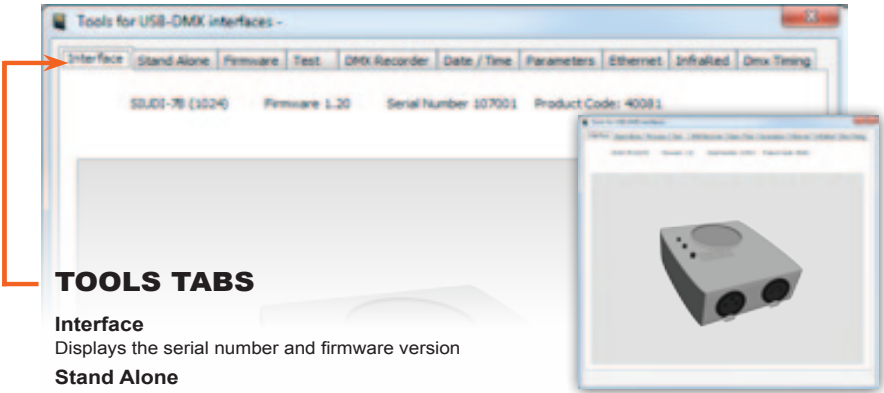 Tools for USB-DMX interfaces -
Interface Stand Alone Firmware Test DMX Recorder Date / Time Parameters Ethernet InfraRed Dmx Timing
SIUDI-7B (1024) Firmware 1.20 Serial Number 107001 Product Code: 40081
TOOLS TABS
Interface
Displays the serial number and firmware version
Stand Alone